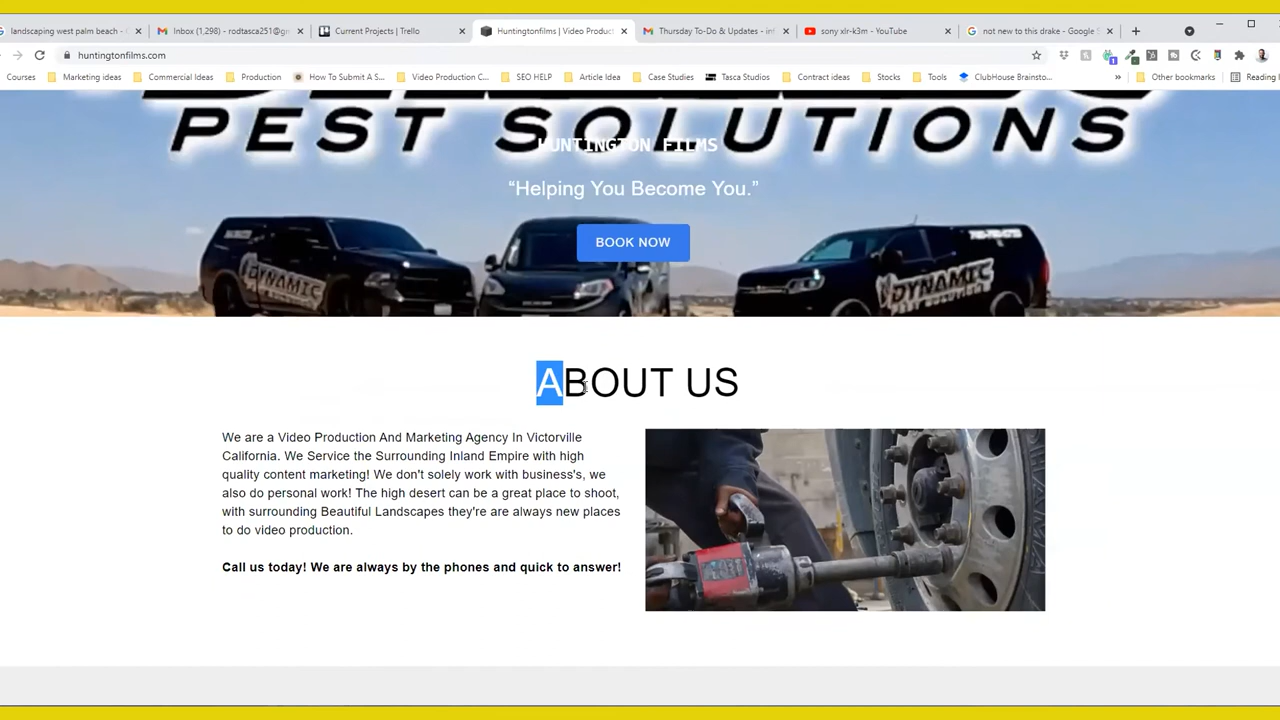 landscaping west palm beach -
Inbox (1,298) - rodtasca251@gm
Current Projects | Trello
Huntingtonfilms | Video Produc
Thursday To-Do & Updates - inf
sony xlr-k3m - YouTube
not new to this drake - Google S
huntingtonfilms.com
Courses
Marketing ideas
Commercial Ideas
Production
How To Submit A S...
Video Production C...
SEO HELP
Article Idea
Case Studies
Tasca Studios
Contract ideas
Stocks
Tools
ClubHouse Brainsto...
»
Other bookmarks
Reading
PEST SOLUTIONS
HUNTINGTON FILMS
“Helping You Become You.”
BOOK NOW
DYNAMIC
DYNAMIC
ABOUT US
We are a Video Production And Marketing Agency In Victorville
California. We Service the Surrounding Inland Empire with high
quality content marketing! We don't solely work with business's, we
also do personal work! The high desert can be a great place to shoot,
with surrounding Beautiful Landscapes they're are always new places
to do video production.
Call us today! We are always by the phones and quick to answer!